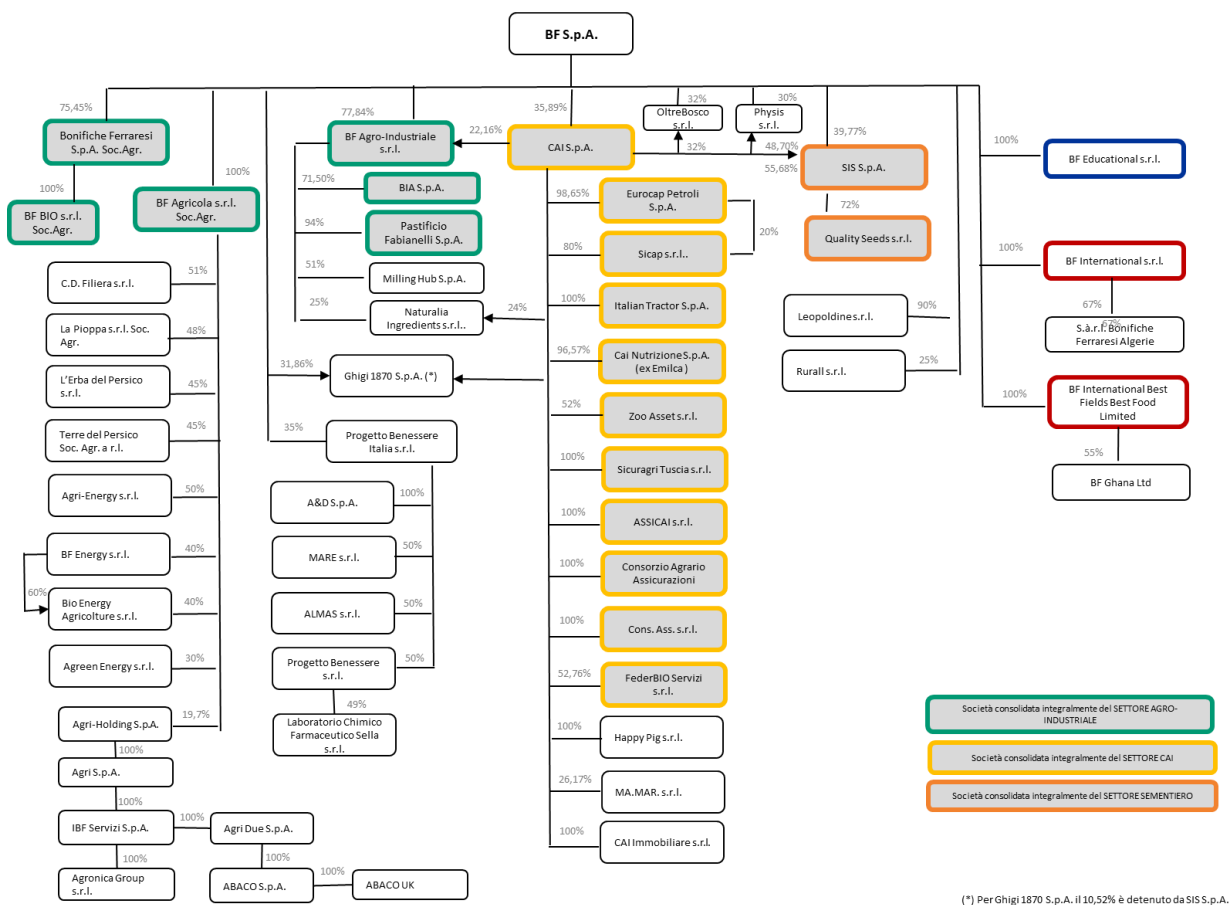 BF S.p.A.
75,45%
77,84%
35,89%
32%
30%
39,77%
100%
Bonifiche Ferraresi
S.p.A. Soc.Agr.
BF Agro-Industriale
s.r.l.
22,16%
CAI S.p.A.
OltreBosco
s.r.l.
Physis
s.r.l.
32%
48,70%
55,68%
SIS S.p.A.
BF Educational s.r.l.
100%
BF BIO s.r.l.
Soc.Agr.
100%
BF Agricola s.r.l.
Soc.Agr.
71,50%
BIA S.p.A.
94%
Pastificio
Fabianelli S.p.A.
51%
Milling Hub S.p.A.
25%
Naturalia
Ingredients s.r.l..
24%
98,65%
Eurocap Petroli
S.p.A.
20%
80%
Sicap s.r.l..
72%
Quality Seeds s.r.l.
100%
BF International s.r.l.
67%
67%
S.à.r.l. Bonifiche
Ferraresi Algerie
51%
C.D. Filiera s.r.l.
48%
La Pioppa s.r.l. Soc.
Agr.
45%
L'Erba del Persico
s.r.l.
45%
Terre del Persico
Soc. Agr. a r.l.
50%
Agri-Energy s.r.l.
40%
BF Energy s.r.l.
60%
40%
Bio Energy
Agricolture s.r.l.
30%
Agreen Energy s.r.l.
19,7%
Agri-Holding S.p.A.
100%
Agri S.p.A.
100%
IBF Servizi S.p.A.
100%
Agri Due S.p.A.
100%
Agronica Group
s.r.l.
100%
ABACO S.p.A.
100%
ABACO UK
31,86%
Ghigi 1870 S.p.A. (*)
35%
Progetto Benessere
Italia s.r.l.
100%
A&D S.p.A.
50%
MARE s.r.l.
50%
ALMAS s.r.l.
50%
Progetto Benessere
s.r.l.
49%
Laboratorio Chimico
Farmaceutico Sella
s.r.l.
100%
Italian Tractor S.p.A.
96,57%
Cai Nutrizione S.p.A.
(ex Emilca )
52%
Zoo Asset s.r.l.
100%
Sicuragri Tuscia s.r.l.
100%
ASSICAI s.r.l.
100%
Consorzio Agrario
Assicurazioni
100%
Cons. Ass. s.r.l.
52,76%
FederBIO Servizi
s.r.l.
100%
Happy Pig s.r.l.
26,17%
MA.MAR. s.r.l.
100%
CAI Immobiliare s.r.l.
Leopoldine s.r.l.
90%
Rurall s.r.l.
25%
100%
BF International Best
Fields Best Food
Limited
55%
BF Ghana Ltd
Società consolidata integralmente del SETTORE AGRO-
INDUSTRIALE
Società consolidata integralmente del SETTORE CAI
Società consolidata integralmente del SETTORE SEMENTIERO
(*) Per Ghigi 1870 S.p.A. il 10,52% è detenuto da SIS S.p.A.